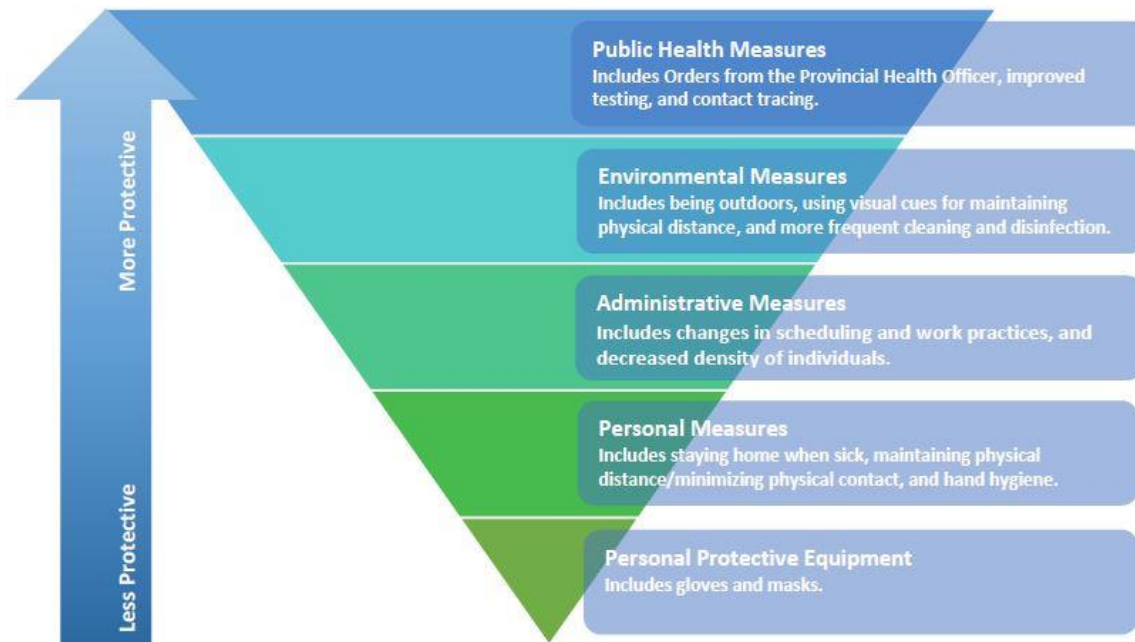 More Protective
Less Protective
Public Health Measures
Includes Orders from the Provincial Health Officer, improved
testing, and contact tracing.
Environmental Measures
Includes being outdoors, using visual cues for maintaining
physical distance, and more frequent cleaning and disinfection.
Administrative Measures
Includes changes in scheduling and work practices, and
decreased density of individuals.
Personal Measures
Includes staying home when sick, maintaining physical
distance/minimizing physical contact, and hand hygiene.
Personal Protective Equipment
Includes gloves and masks.